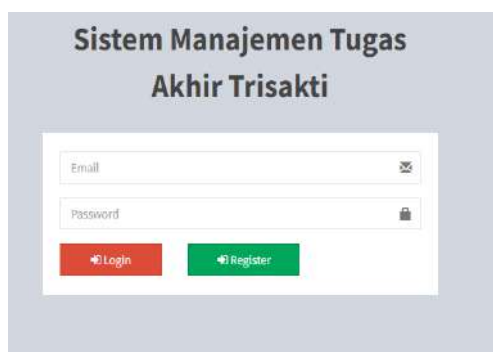 Sistem Manajemen Tugas
Akhir Trisakti
Email
Password
Login
Register